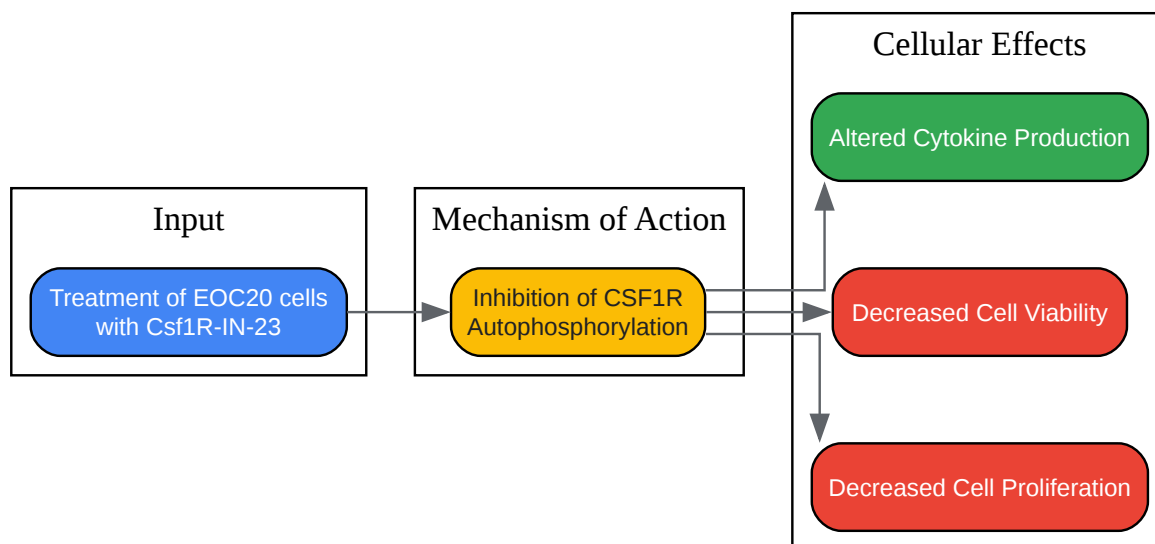 Input
Treatment of EOC20 cells
with Csf1R-IN-23
Mechanism of Action
Inhibition of CSF1R
Autophosphorylation
Cellular Effects
Altered Cytokine Production
Decreased Cell Viability
Decreased Cell Proliferation